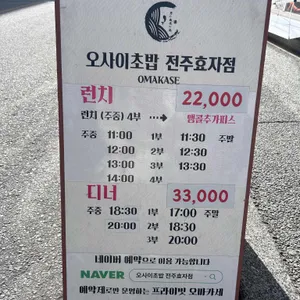 오사이초밥 전주효자점
OMAKASE
런치 22,000
런치 (주중) 4부 ····> 앵콜추가피스
주중 11:00 1부 11:30 주말
12:00 2부 12:30
13:00 3부 13:30
14:00 4부
디너 33,000
주중 18:30 1부 17:00 주말
20:00 2부 18:30
3부 20:00
네이버 예약으로 이용 가능합니다
NAVER 오사이초밥 전주효자점
예약제로만 운영하는 프라이빗 오마카세